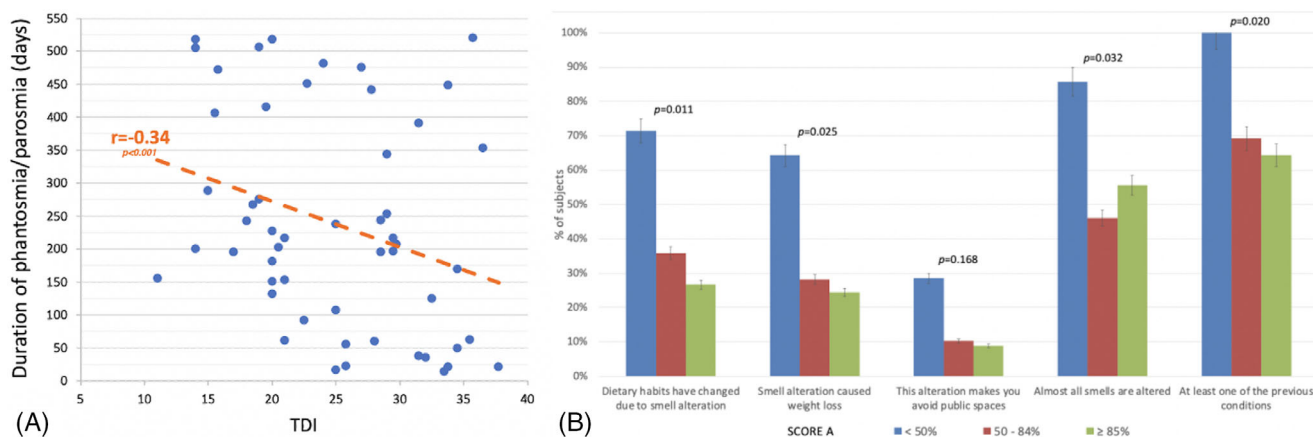 Duration of phantosmia/parosmia (days)
550
500
450
400
350
300
250
200
150
100
50
0
r=-0.34
p<0.001
5
10
15
20
25
30
35
40
TDI
(A)
% of subjects
100%
90%
80%
70%
60%
50%
40%
30%
20%
10%
0%
p=0.011
p=0.025
p=0.168
p=0.032
p=0.020
Dietary habits have changed
due to smell alteration
Smell alteration caused
weight loss
This alteration makes you
avoid public spaces
Almost all smells are altered
At least one of the previous
conditions
SCORE A
< 50%
50 - 84%
≥ 85%
(B)